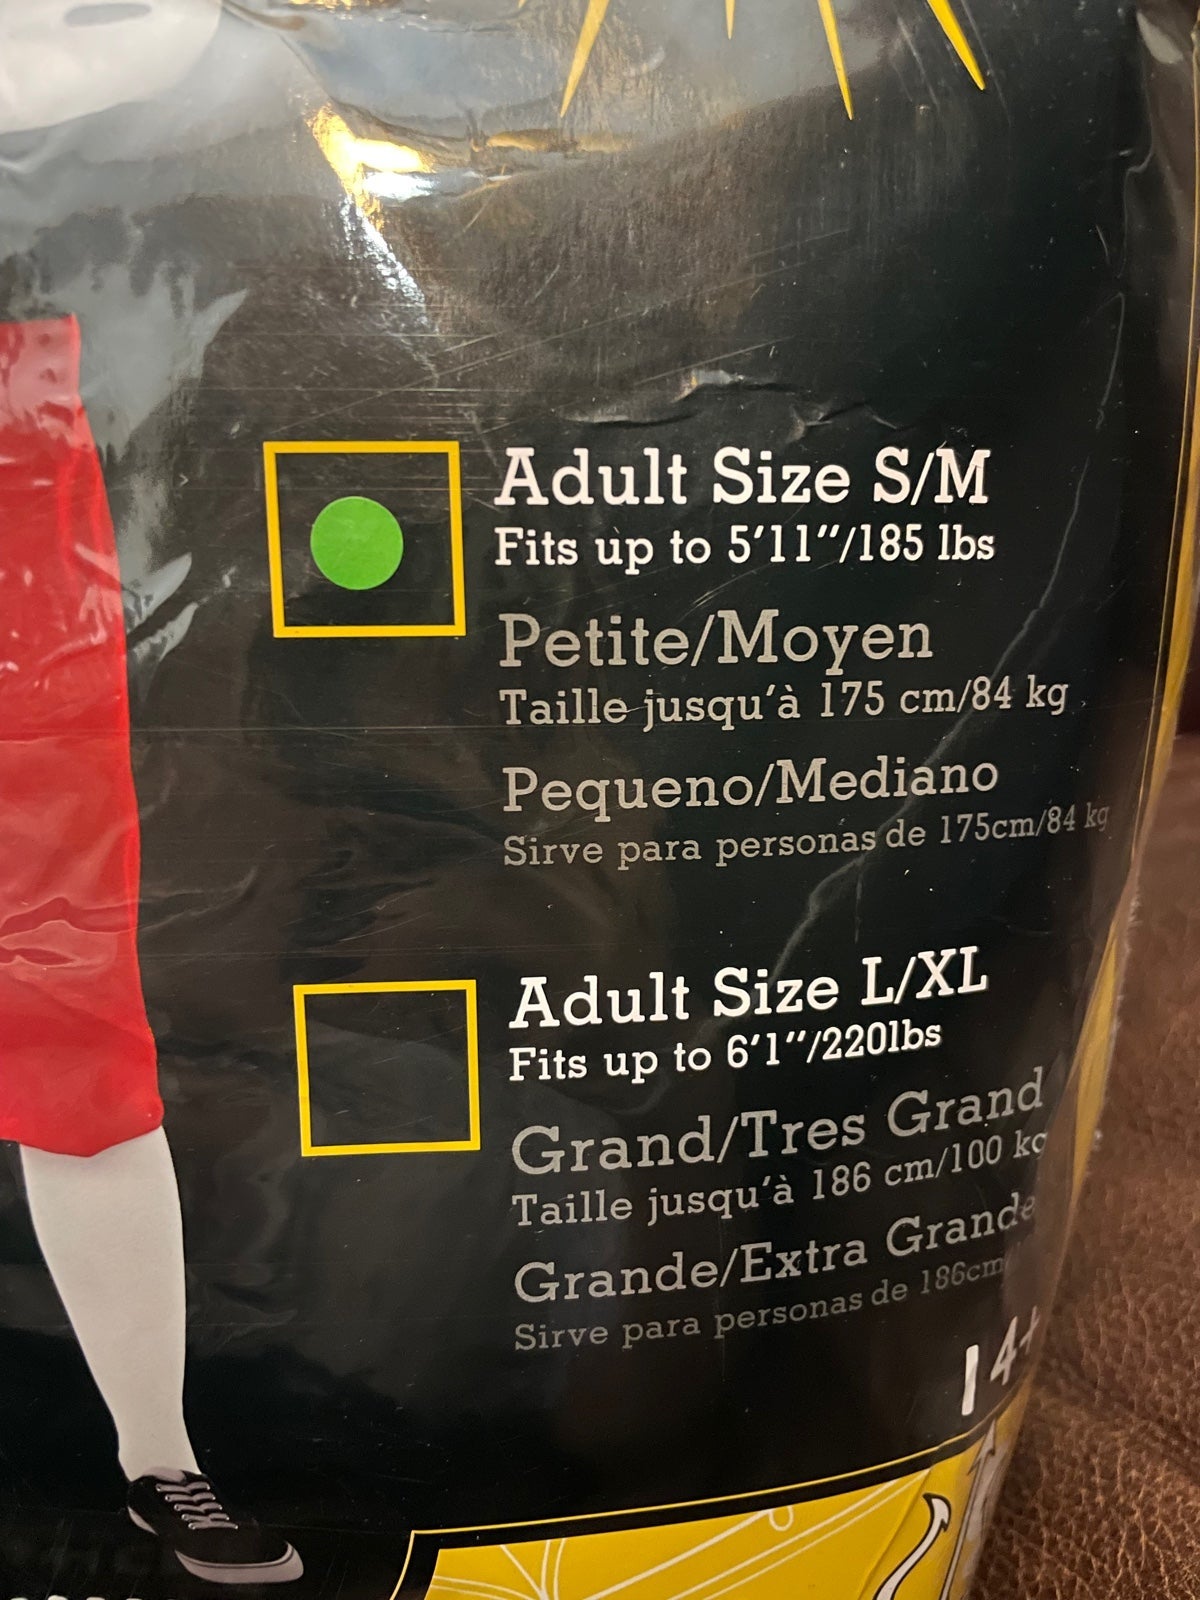 Adult Size S/M
Fits up to 5'11"/185 lbs
Petite/Moyen
Taille jusqu'à 175 cm/84 kg
Pequeno/Mediano
Sirve para personas de 175cm/84 kg
Adult Size L/XL
Fits up to 6'1"/220lbs
Grand/Tres Grand
Taille jusqu'à 186 cm/100 kg
Grande/Extra Grande
Sirve para personas de 186cm
14+